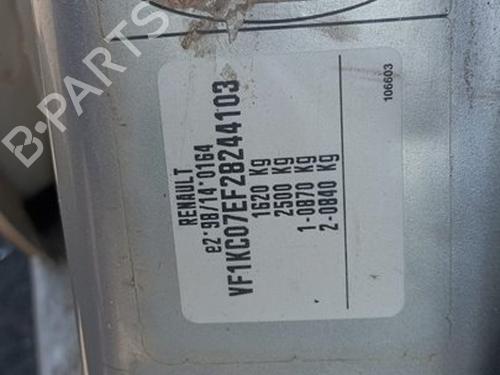 RENAULT
e2*98/14*0164
VF1KC07EF28244103
1620 Kg
2500 Kg
1-0870 Kg
2-0840 Kg
106603
B-PARTS